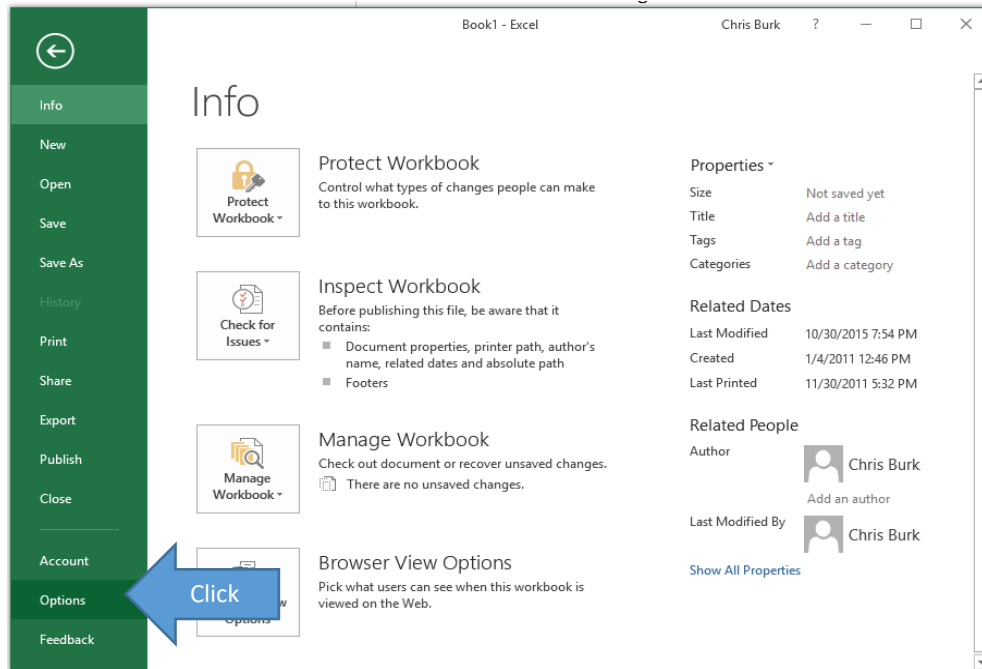 Book1 - Excel
Chris Burk
?
Info
New
Open
Save
Save As
History
Print
Share
Export
Publish
Close
Account
Options
Feedback
Info
Protect
Workbook
Protect Workbook
Control what types of changes people can make
to this workbook.
Check for
Issues
Inspect Workbook
Before publishing this file, be aware that it
contains:
Document properties, printer path, author's
name, related dates and absolute path
Footers
Manage
Workbook
Manage Workbook
Check out document or recover unsaved changes.
There are no unsaved changes.
Click
Options
Browser View Options
Pick what users can see when this workbook is
viewed on the Web.
Properties
Size Not saved yet
Title Add a title
Tags Add a tag
Categories Add a category
Related Dates
Last Modified 10/30/2015 7:54 PM
Created 1/4/2011 12:46 PM
Last Printed 11/30/2011 5:32 PM
Related People
Author Chris Burk
Add an author
Last Modified By Chris Burk
Show All Properties